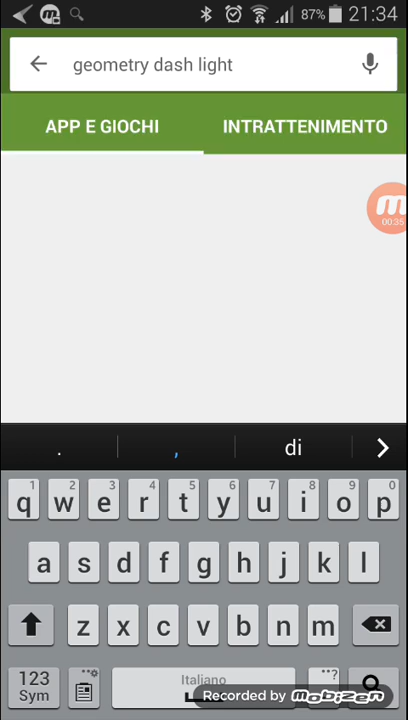 87% 21:34
geometry dash light
APP E GIOCHI INTRATTENIMENTO
00:35
. , di
1 2 3 4 5 6 7 8 9 0
q w e r t y u i o p
a s d f g h j k l
z x c v b n m
123 Sym Italiano ?
Recorded by mobizen